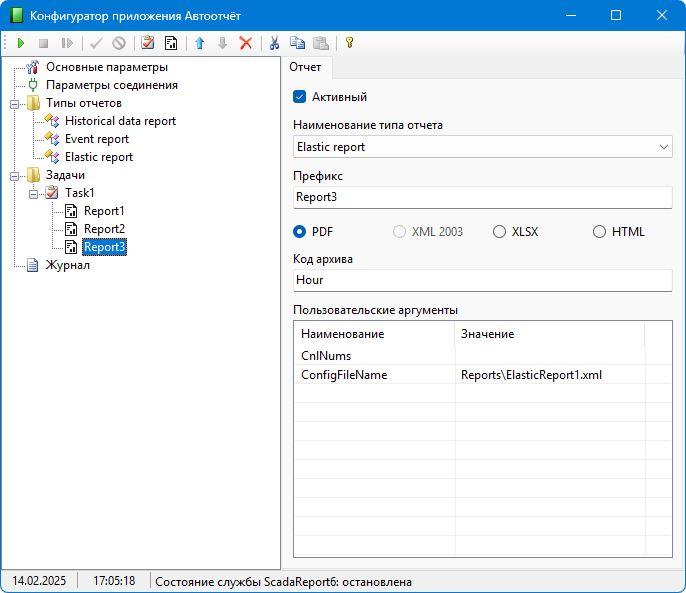 Конфигуратор приложения Автоотчёт
Основные параметры
Параметры соединения
Типы отчетов
Historical data report
Event report
Elastic report
Задачи
Task1
Report1
Report2
Report3
Журнал
Отчет
Активный
Наименование типа отчета
Elastic report
Префикс
Report3
PDF XML 2003 XLSX HTML
Код архива
Hour
Пользовательские аргументы
Наименование Значение
CnlNums
ConfigFileName Reports\ElasticReport1.xml
14.02.2025 17:05:18 Состояние службы ScadaReport6: остановлена